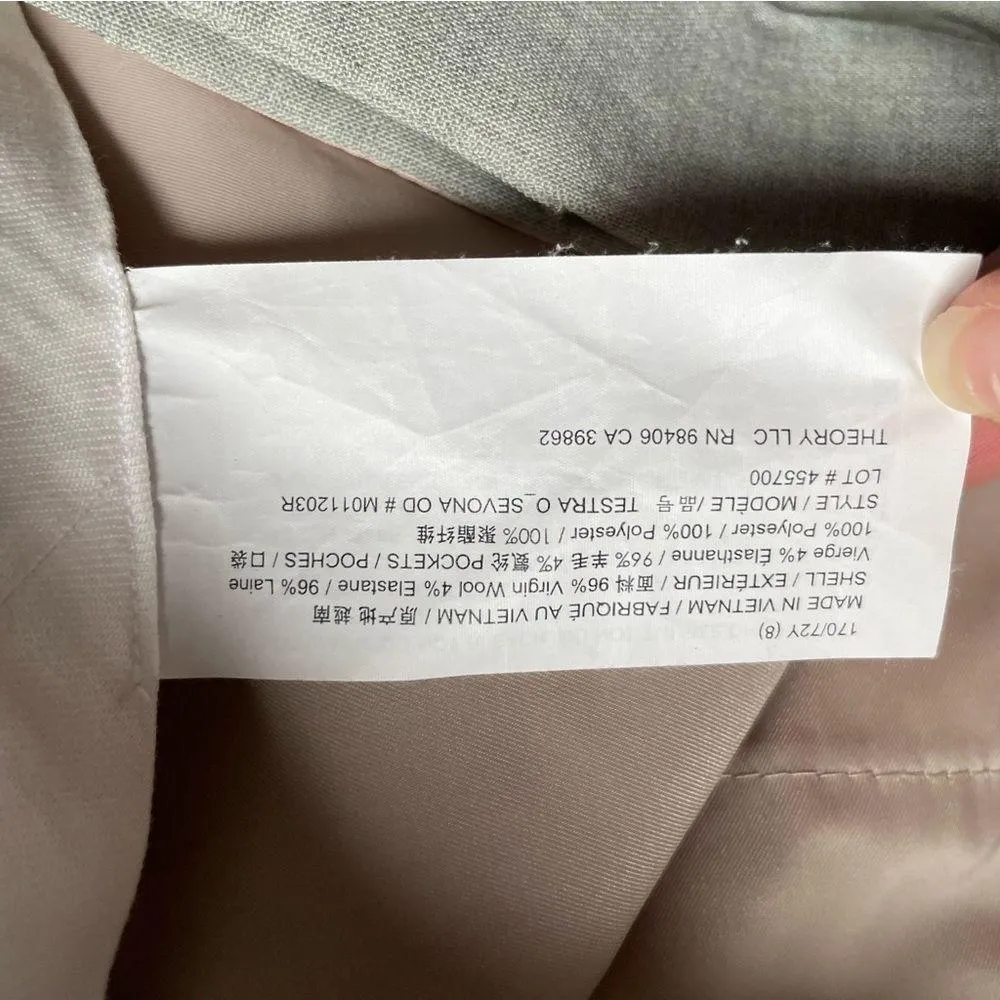 170/72Y (8)
MADE IN VIETNAM / FABRIQUÉ AU VIETNAM / 原产地 越南
SHELL / EXTÉRIEUR / 面料 96% Virgin Wool 4% Elastane / 96% Laine
Vierge 4% Élasthanne / 96% 羊毛 4% 氨纶 POCKETS / POCHES / 口袋
100% Polyester / 100% Polyester / 100% 聚酯纤维
STYLE / MODÈLE / 品号 TESTRA O_SEVONA OD # M011203R
LOT # 455700
THEORY LLC RN 98406 CA 39862